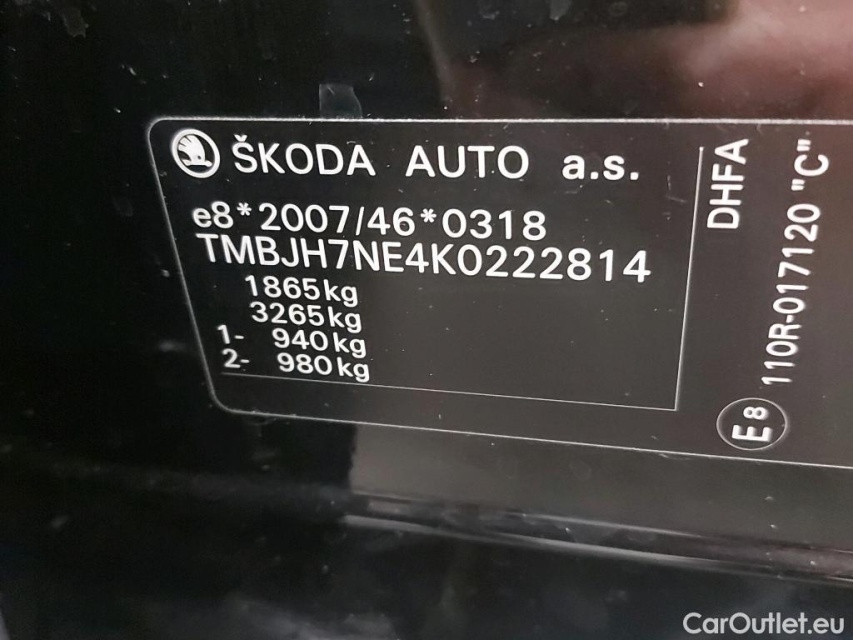 ŠKODA AUTO a.s.
e8*2007/46*0318
TMBJH7NE4K0222814
1865kg
3265kg
1- 940kg
2- 980kg
DHFA
110R-017120 "C"
E8
CarOutlet.eu